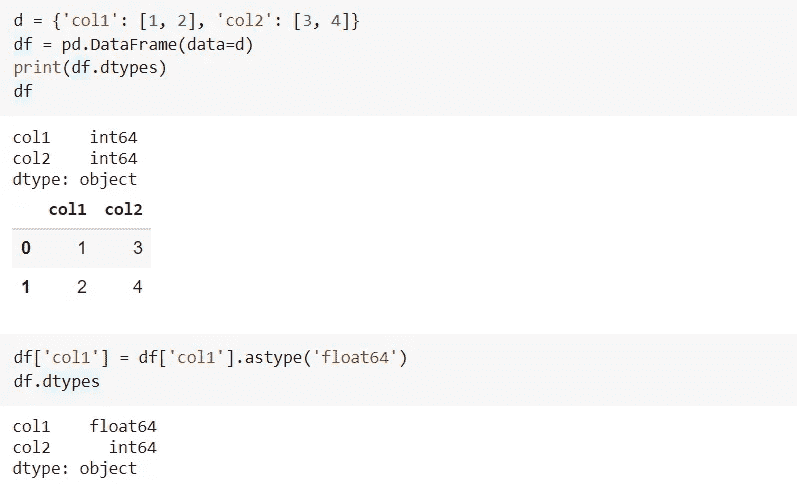 d = {'col1': [1, 2], 'col2': [3, 4]}
df = pd.DataFrame(data=d)
print(df.dtypes)
df
col1    int64
col2    int64
dtype: object
col1 col2
0 1 3
1 2 4
df['col1'] = df['col1'].astype('float64')
df.dtypes
col1    float64
col2      int64
dtype: object